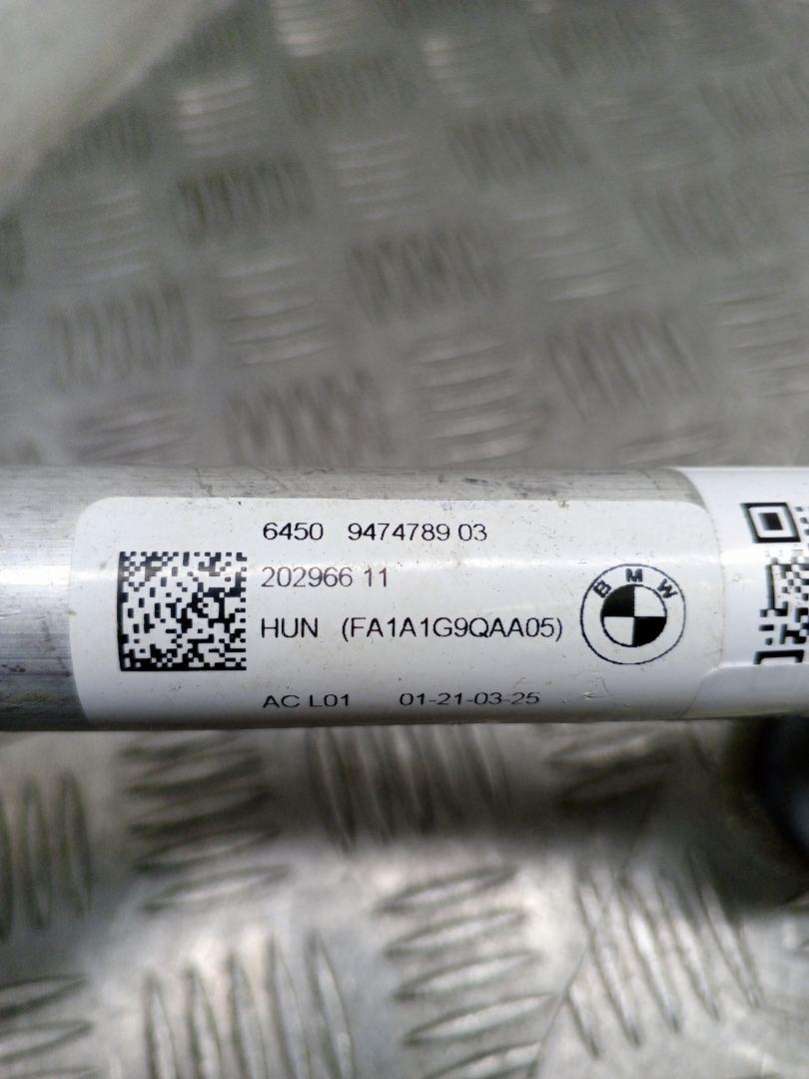 6450 9474789 03
202966 11
HUN (FA1A1G9QAA05)
BMW
AC L01 01-21-03-25